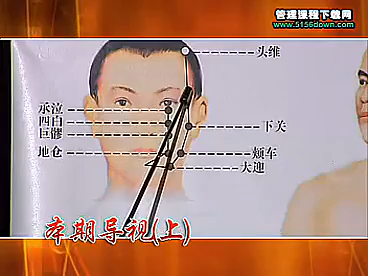 管理课程下载网
www.5156down.com
头维
承泣
四白
巨髎
地仓
下关
颊车
大迎
本期导视(上)